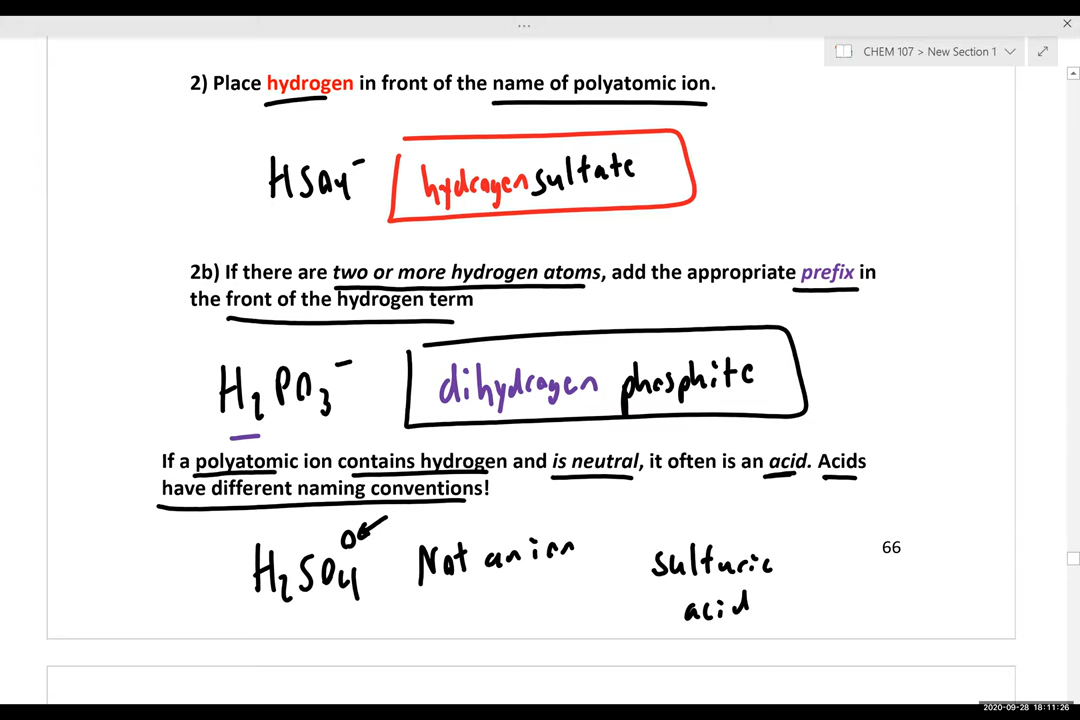 CHEM 107 > New Section 1
2) Place hydrogen in front of the name of polyatomic ion.
HSO4⁻ hydrogen sulfate
2b) If there are two or more hydrogen atoms, add the appropriate prefix in
the front of the hydrogen term
H₂PO₃⁻ dihydrogen phosphite
If a polyatomic ion contains hydrogen and is neutral, it often is an acid. Acids
have different naming conventions!
H₂SO₄⁰ Not an ion sulfuric
acid
66
2020-09-28 18:11:26